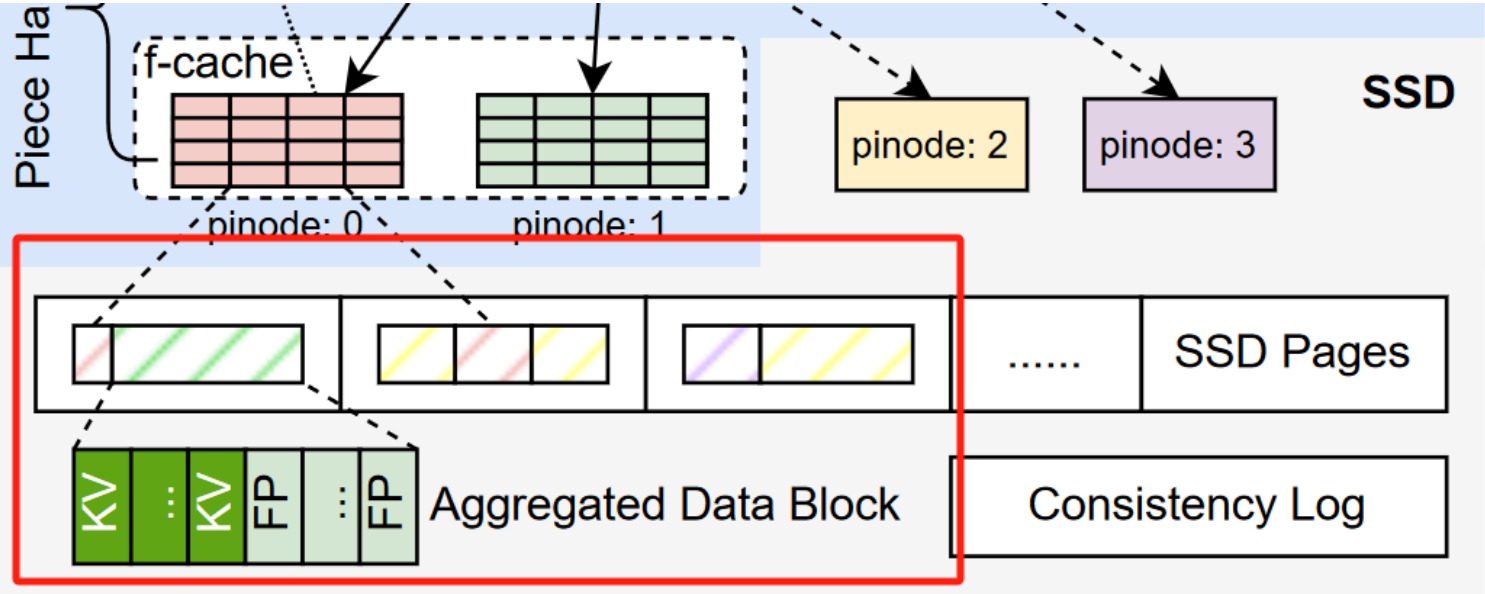 Piece Ha
f-cache
SSD
pinode: 2
pinode: 3
pinode: 0
pinode: 1
......
SSD Pages
KV
...
KV
FP
...
FP
Aggregated Data Block
Consistency Log